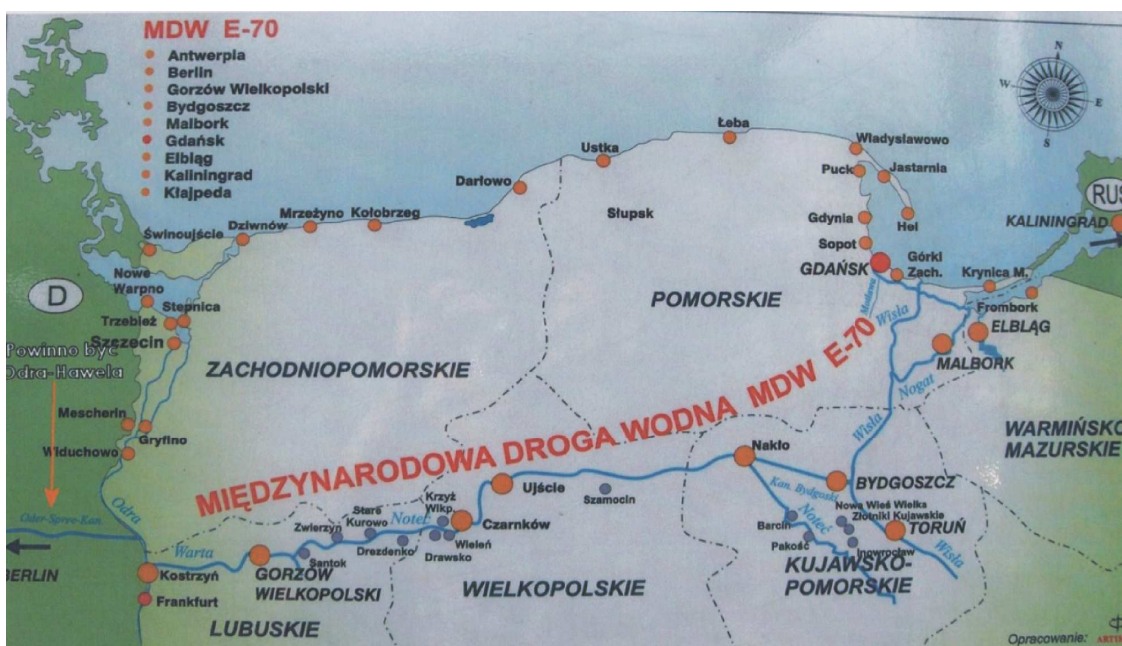 MDW E-70
Antwerpia
Berlin
Gorzów Wielkopolski
Bydgoszcz
Malbork
Gdańsk
Elbląg
Kaliningrad
Kłajpeda
N
W
E
S
Łeba
Ustka
Władysławowo
Puck
Jastarnia
Darłowo
Słupsk
Gdynia
Hel
RUS
KALININGRAD
Mrzeżyno
Kołobrzeg
Dziwnów
Świnoujście
Sopot
GDAŃSK
Górki
Zach.
Krynica M.
Nowe
Warpno
D
Stepnica
POMORSKIE
Wisła
Frombork
ELBLĄG
Trzebież
Szczecin
Powinno być
Odra-Hawela
ZACHODNIOPOMORSKIE
MALBORK
Nogat
Mescherin
Gryfino
Widuchowo
MIĘDZYNARODOWA DROGA WODNA MDW E-70
Wisła
WARMIŃSKO
MAZURSKIE
Nakło
Ujście
Szamocin
Kan. Bydgoski
BYDGOSZCZ
Odra
Oder-Spree-Kan.
Krzyż
Wlkp.
Stare
Kurowo
Noteć
Czarnków
Zwierzyn
Nowa Wieś Wielka
Złotniki Kujawskie
TORUŃ
Barcin
Noteć
Warta
Drezdenko
Wieleń
Drawsko
Santok
Pakość
Inowrocław
Wisła
BERLIN
Kostrzyń
GORZÓW
WIELKOPOLSKI
WIELKOPOLSKIE
KUJAWSKO-
POMORSKIE
Frankfurt
LUBUSKIE
Opracowanie: